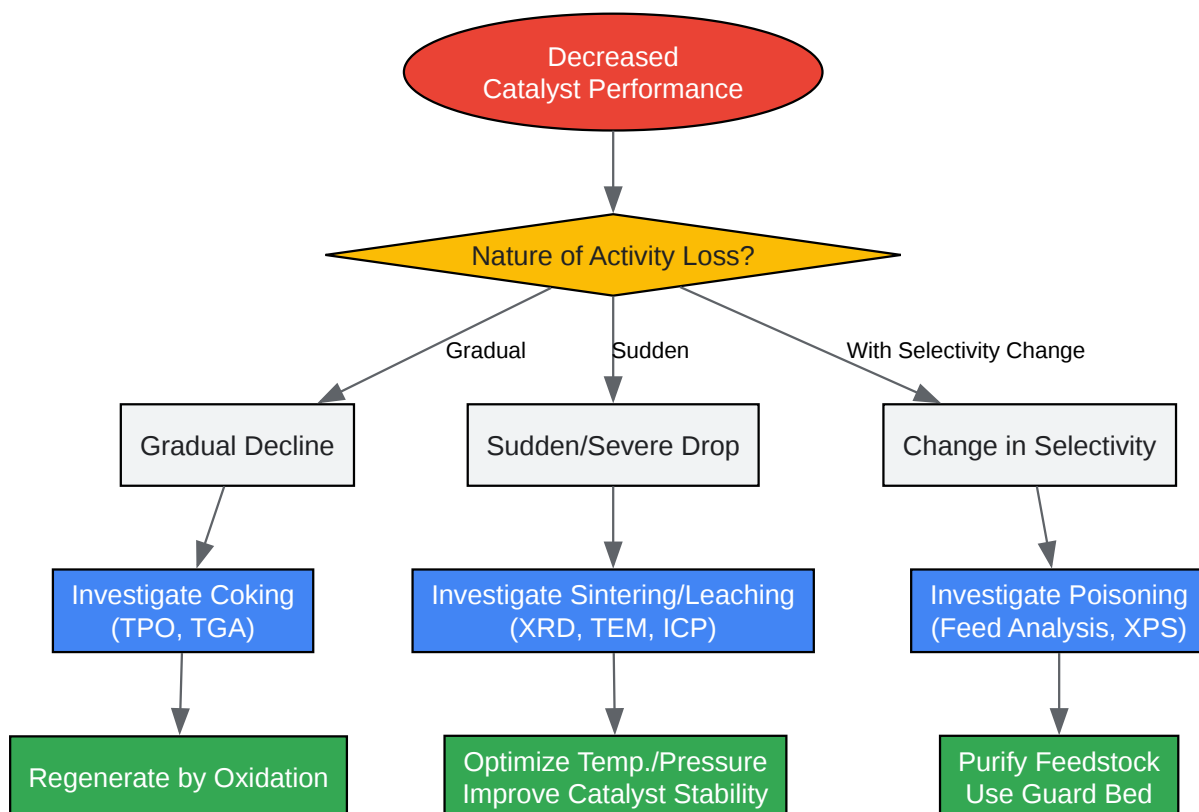 Decreased
Catalyst Performance
Nature of Activity Loss?
Gradual
Sudden
With Selectivity Change
Gradual Decline
Sudden/Severe Drop
Change in Selectivity
Investigate Coking
(TPO, TGA)
Investigate Sintering/Leaching
(XRD, TEM, ICP)
Investigate Poisoning
(Feed Analysis, XPS)
Regenerate by Oxidation
Optimize Temp./Pressure
Improve Catalyst Stability
Purify Feedstock
Use Guard Bed